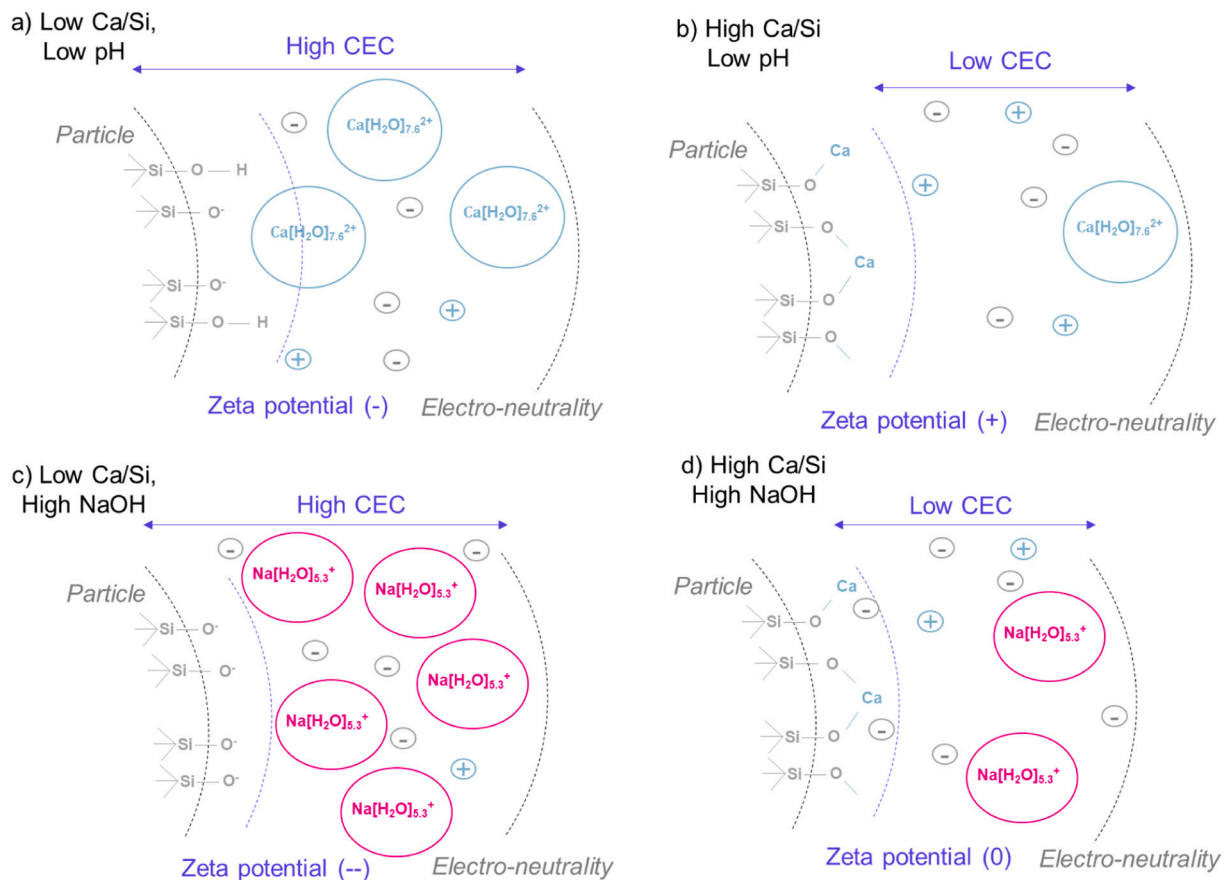 a) Low Ca/Si,
Low pH
High CEC
Particle
Si—O—H
Si—O⁻
Si—O⁻
Si—O—H
Ca[H₂O]₇.₆²⁺
Ca[H₂O]₇.₆²⁺
Ca[H₂O]₇.₆²⁺
-
-
-
+
+
-
Zeta potential (-)
Electro-neutrality
b) High Ca/Si
Low pH
Low CEC
Particle
Ca
Si—O
Si—O
Ca
Si—O
Si—O
-
+
-
+
-
Ca[H₂O]₇.₆²⁺
-
+
Zeta potential (+)
Electro-neutrality
c) Low Ca/Si,
High NaOH
High CEC
Particle
Si—O⁻
Si—O⁻
Si—O⁻
Si—O⁻
-
-
Na[H₂O]₅.₃⁺
Na[H₂O]₅.₃⁺
-
-
Na[H₂O]₅.₃⁺
Na[H₂O]₅.₃⁺
-
+
Na[H₂O]₅.₃⁺
Zeta potential (--)
Electro-neutrality
d) High Ca/Si
High NaOH
Low CEC
Particle
Ca
Si—O
Si—O
Ca
Si—O
Si—O
-
+
-
-
+
Na[H₂O]₅.₃⁺
-
-
-
Na[H₂O]₅.₃⁺
Zeta potential (0)
Electro-neutrality